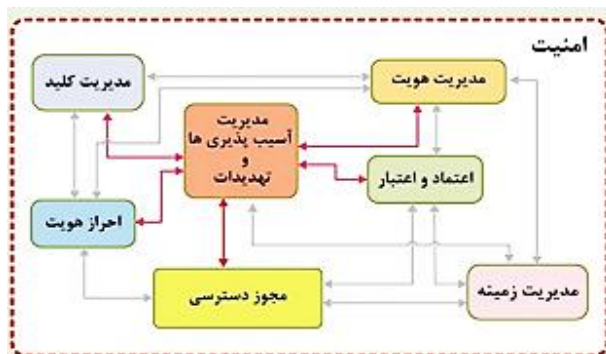 امنیت
مدیریت هویت
مدیریت کلید
مدیریت
آسیب پذیری ها
و
تهدیدات
اعتماد و اعتبار
احراز هویت
مدیریت زمینه
مجوز دسترسی